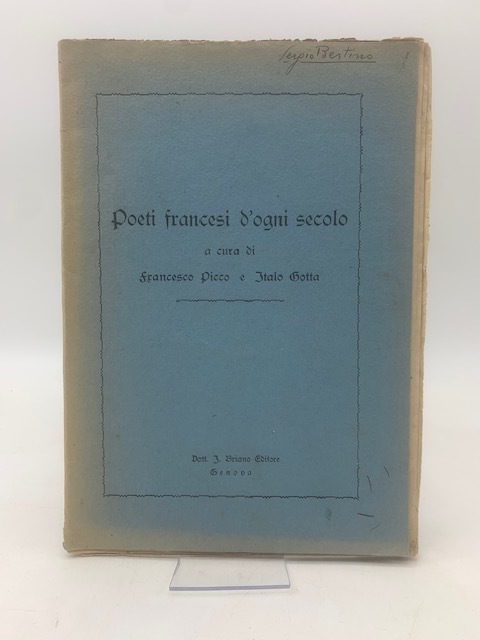 Sergio Bertino
Poeti francesi d'ogni secolo
a cura di
Francesco Picco e Italo Gotta
Dott. I. Briano Editore
Genova